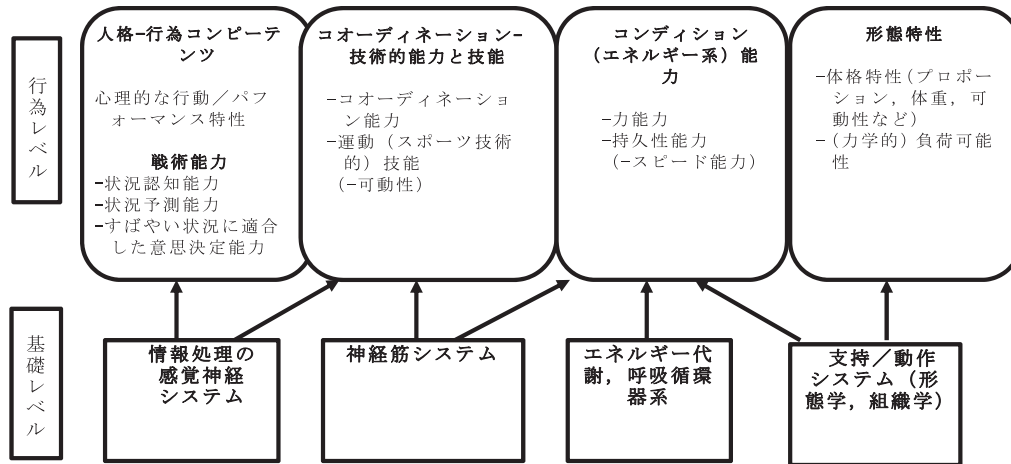 行為レベル
人格−行為コンピーテ
ンツ
心理的な行動／パフ
ォーマンス特性
戦術能力
−状況認知能力
−状況予測能力
−すばやい状況に適合
した意思決定能力
コオーディネーション−
技術的能力と技能
−コオーディネーショ
ン能力
−運動（スポーツ技術
的）技能
（−可動性）
コンディション
（エネルギー系）能
力
−力能力
−持久性能力
（−スピード能力）
形態特性
−体格特性（プロポー
ション，体重，可
動性など）
−（力学的）負荷可能
性
基礎レベル
情報処理の
感覚神経
システム
神経筋システム
エネルギー代
謝，呼吸循環
器系
支持／動作
システム（形
態学，組織学）